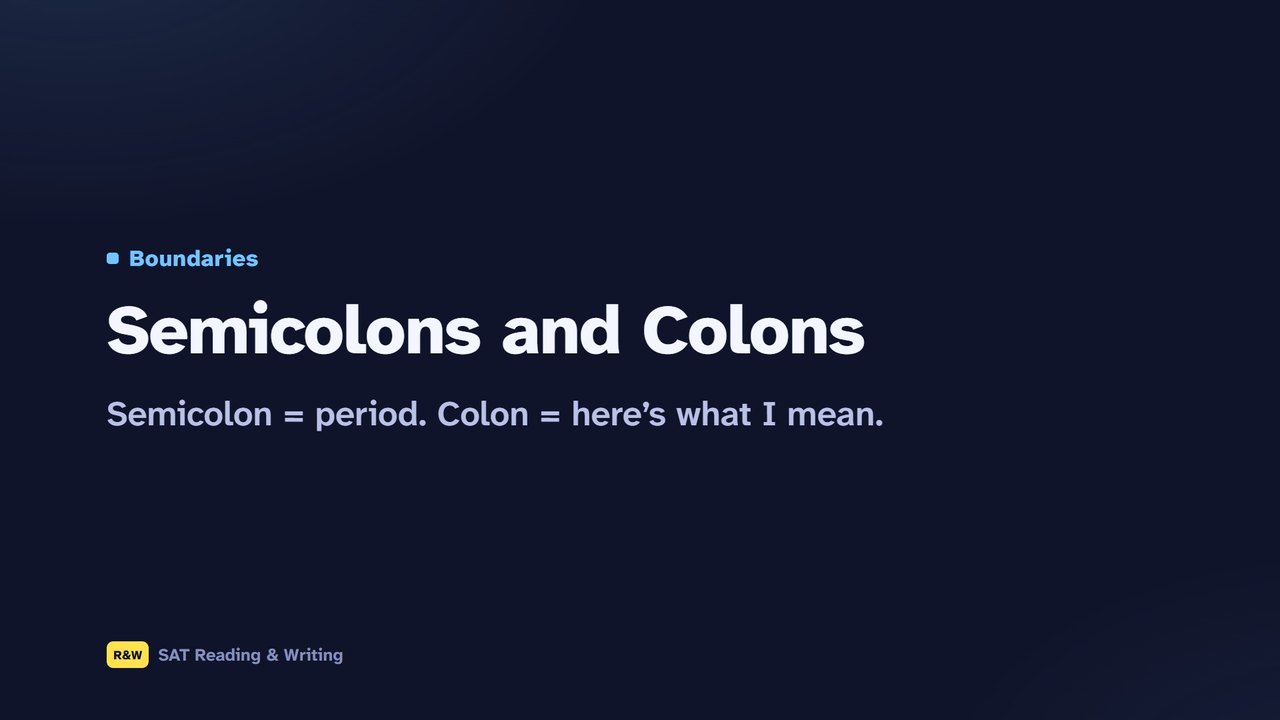 Boundaries
Semicolons and Colons
Semicolon = period. Colon = here’s what I mean.
R&W SAT Reading & Writing